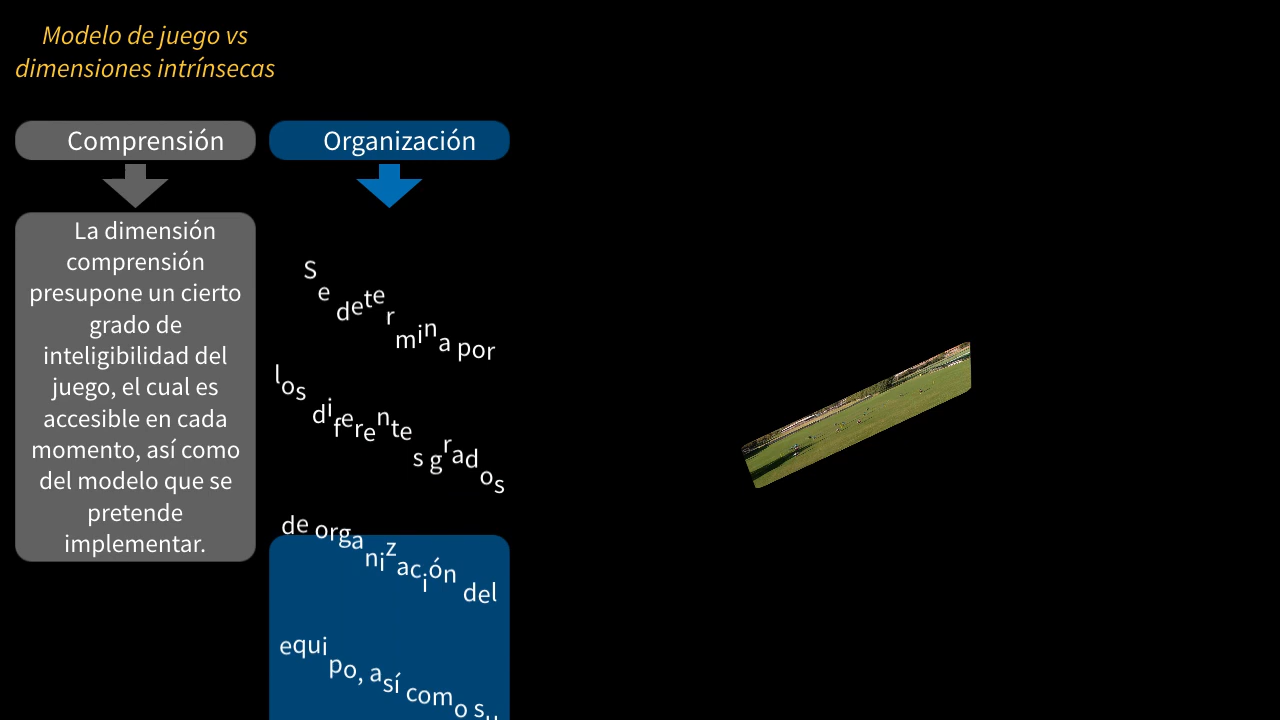 Modelo de juego vs
dimensiones intrínsecas
Comprensión
La dimensión
comprensión
presupone un cierto
grado de
inteligibilidad del
juego, el cual es
accesible en cada
momento, así como
del modelo que se
pretende
implementar.
Organización
Se determina por
los diferentes grados
de organización del
equipo, así como su